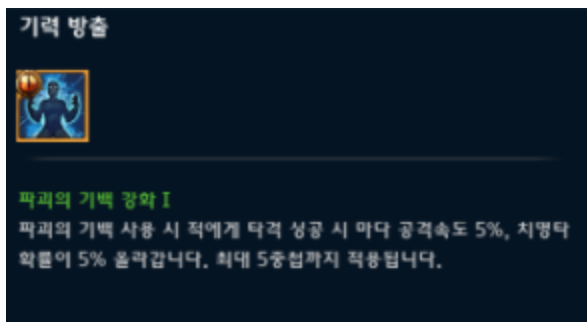 기력 방출
파괴의 기백 강화 I
파괴의 기백 사용 시 적에게 타격 성공 시 마다 공격속도 5%, 치명타
확률이 5% 올라갑니다. 최대 5중첩까지 적용됩니다.